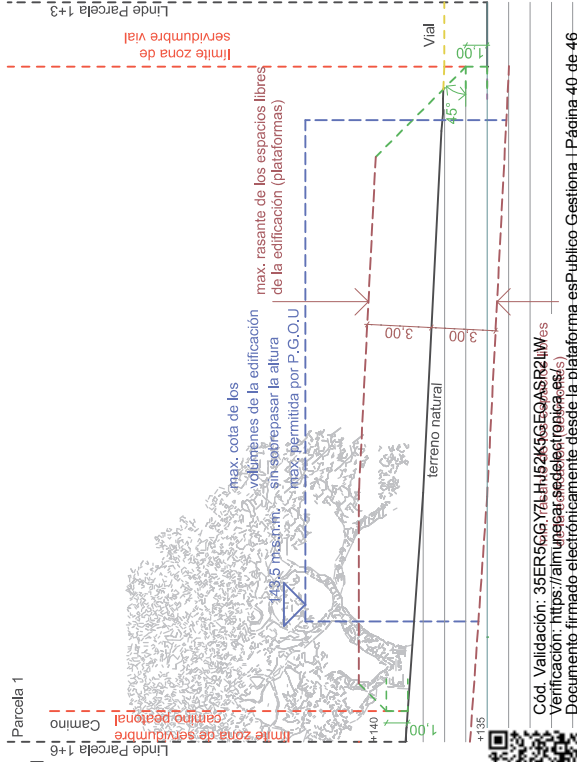 Parcela 1
Linde Parcela 1+6
Camino
límite zona de servidumbre
camino peatonal
+140
+135
1,00
143.5 m.s.n.m.
max. cota de los
volúmenes de la edificación
sin sobrepasar la altura
max. permitida por P.G.O.U
terreno natural
3,00
3,00
max. rasante de los espacios libres
de la edificación (plataformas)
45°
1,00
Vial
límite zona de
servidumbre vial
Linde Parcela 1+3
Cód. Validación: 35ER5CGY7LHJ52K5GEQASR2LW
Verificación: https://almunecar.sedelectronica.es/
Documento firmado electrónicamente desde la plataforma esPublico Gestiona | Página 40 de 46